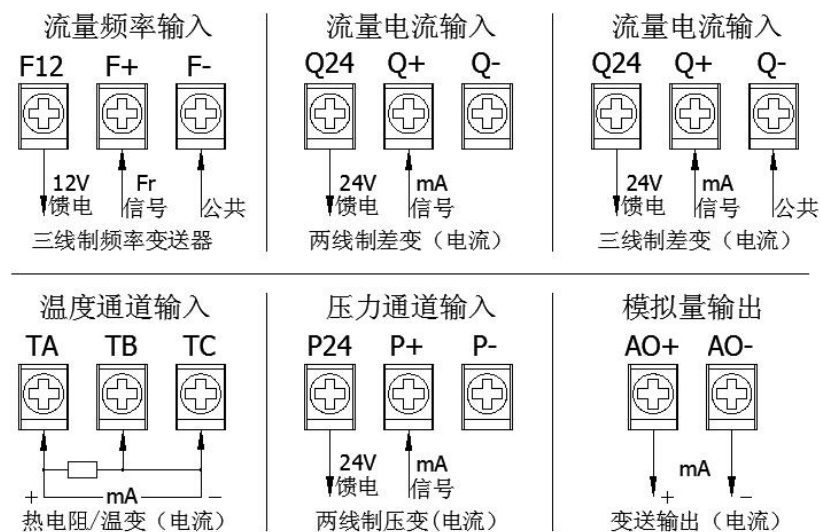 流量频率输入
F12 F+ F-
12V
馈电
Fr
信号
公共
三线制频率变送器
流量电流输入
Q24 Q+ Q-
24V
馈电
mA
信号
两线制差变（电流）
流量电流输入
Q24 Q+ Q-
24V
馈电
mA
信号
公共
三线制差变（电流）
温度通道输入
TA TB TC
+ mA −
热电阻/温变（电流）
压力通道输入
P24 P+ P-
24V
馈电
mA
信号
两线制压变(电流)
模拟量输出
AO+ AO-
mA
+ −
变送输出（电流）